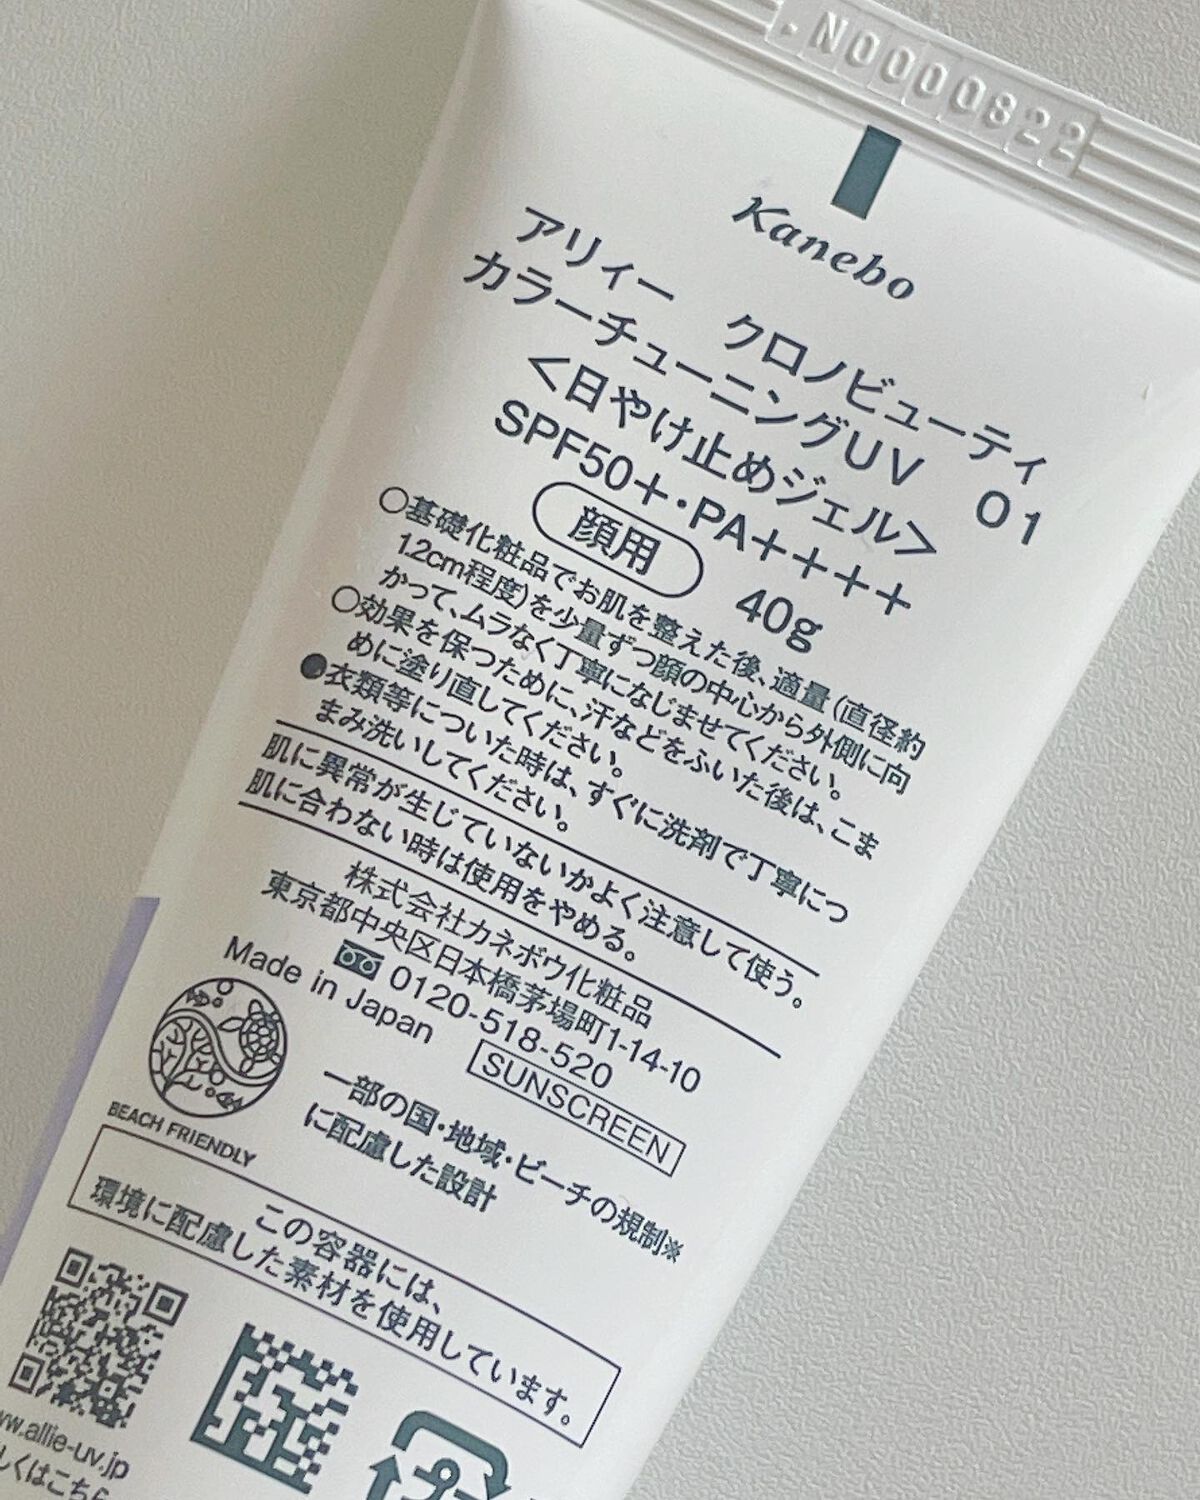 .N0000822
Kanebo
アリィー クロノビューティ
カラーチューニングUV 01
＜日やけ止めジェル＞
SPF50+・PA++++
顔用 40g
○基礎化粧品でお肌を整えた後、適量(直径約
1.2cm程度)を少量ずつ顔の中心から外側に向
かって、ムラなく丁寧になじませてください。
○効果を保つために、汗などをふいた後は、こま
めに塗り直してください。
●衣類等についた時は、すぐに洗剤で丁寧につ
まみ洗いしてください。
肌に異常が生じていないかよく注意して使う。
肌に合わない時は使用をやめる。
株式会社カネボウ化粧品
東京都中央区日本橋茅場町1-14-10
0120-518-520
Made in Japan
SUNSCREEN
BEACH FRIENDLY
一部の国・地域・ビーチの規制※
に配慮した設計
この容器には、
環境に配慮した素材を使用しています。
ww.allie-uv.jp
しくはこちら